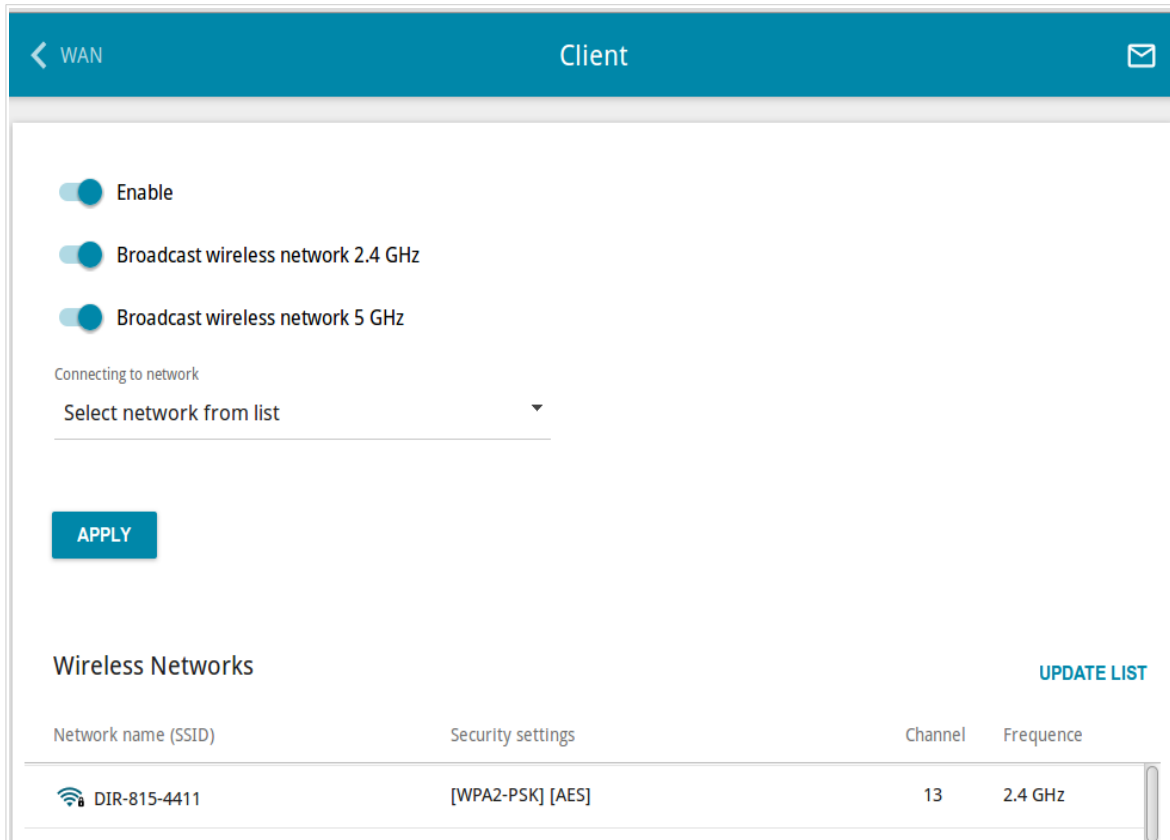 WAN Client
Enable
Broadcast wireless network 2.4 GHz
Broadcast wireless network 5 GHz
Connecting to network
Select network from list
APPLY
Wireless Networks
UPDATE LIST
Network name (SSID) Security settings Channel Frequence
DIR-815-4411 [WPA2-PSK] [AES] 13 2.4 GHz